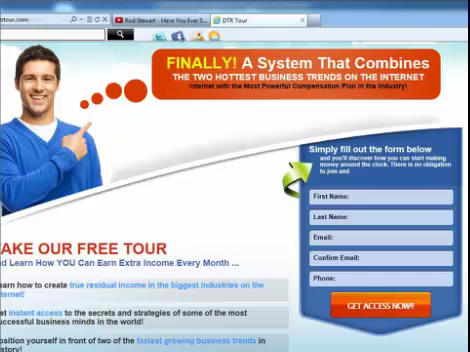 tour.com/
Rod Stewart - Have You Ever S...
DTR Tour
FINALLY! A System That Combines
THE TWO HOTTEST BUSINESS TRENDS ON THE INTERNET
Internet with the Most Powerful Compensation Plan in the Industry!
Simply fill out the form below
and you'll discover how you can start making
money around the clock. There is no obligation
to join and
First Name:
Last Name:
Email:
Confirm Email:
Phone:
GET ACCESS NOW!!
AKE OUR FREE TOUR
nd Learn How YOU Can Earn Extra Income Every Month ...
earn how to create true residual income in the biggest industries on the
nternet!
et instant access to the secrets and strategies of some of the most
uccessful business minds in the world!
osition yourself in front of two of the fastest growing business trends in
istory!